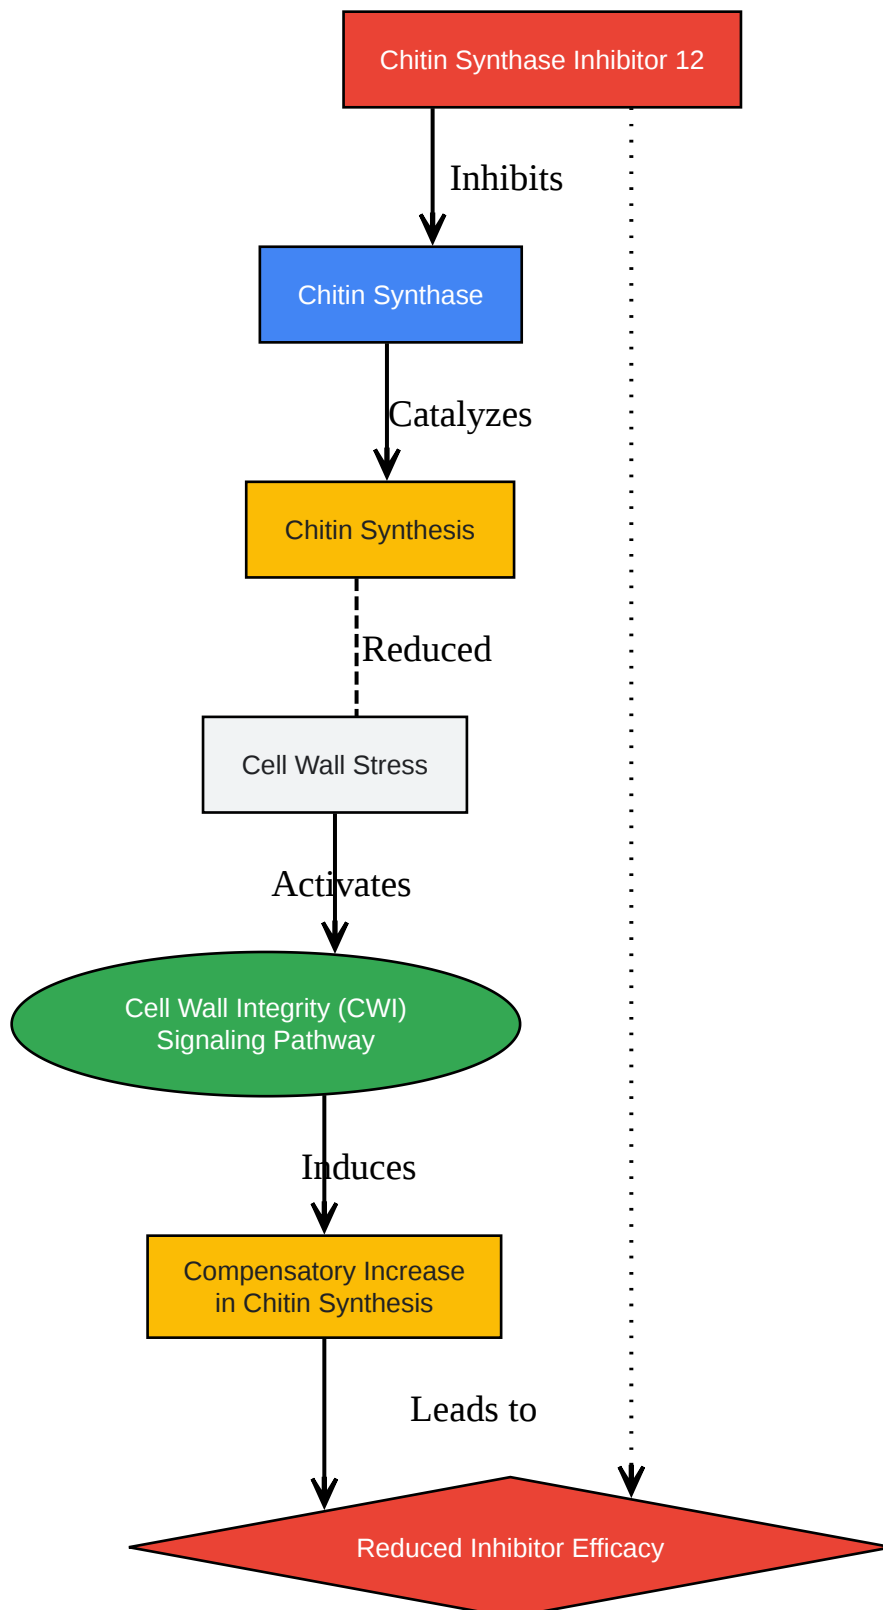 Chitin Synthase Inhibitor 12
Inhibits
Chitin Synthase
Catalyzes
Chitin Synthesis
Reduced
Cell Wall Stress
Activates
Cell Wall Integrity (CWI)
Signaling Pathway
Induces
Compensatory Increase
in Chitin Synthesis
Leads to
Reduced Inhibitor Efficacy